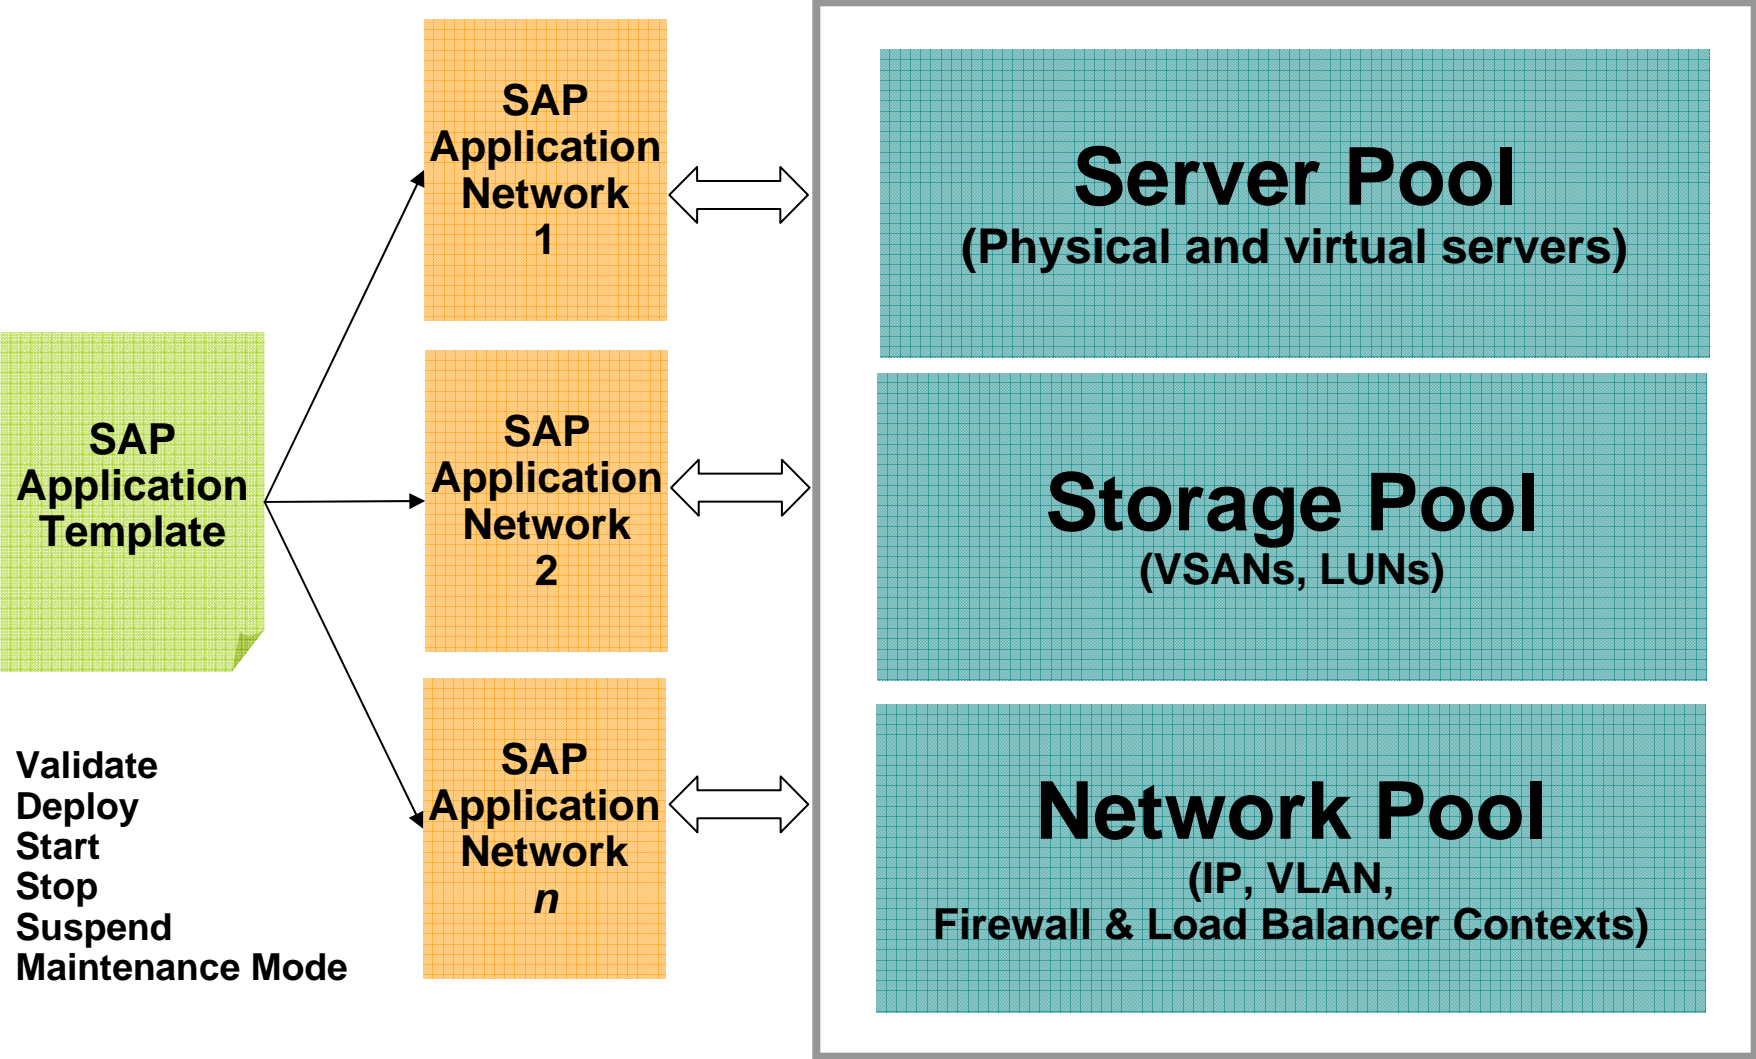 SAP
Application
Template
Validate
Deploy
Start
Stop
Suspend
Maintenance Mode
SAP
Application
Network
1
SAP
Application
Network
2
SAP
Application
Network
n
Server Pool
(Physical and virtual servers)
Storage Pool
(VSANs, LUNs)
Network Pool
(IP, VLAN,
Firewall & Load Balancer Contexts)